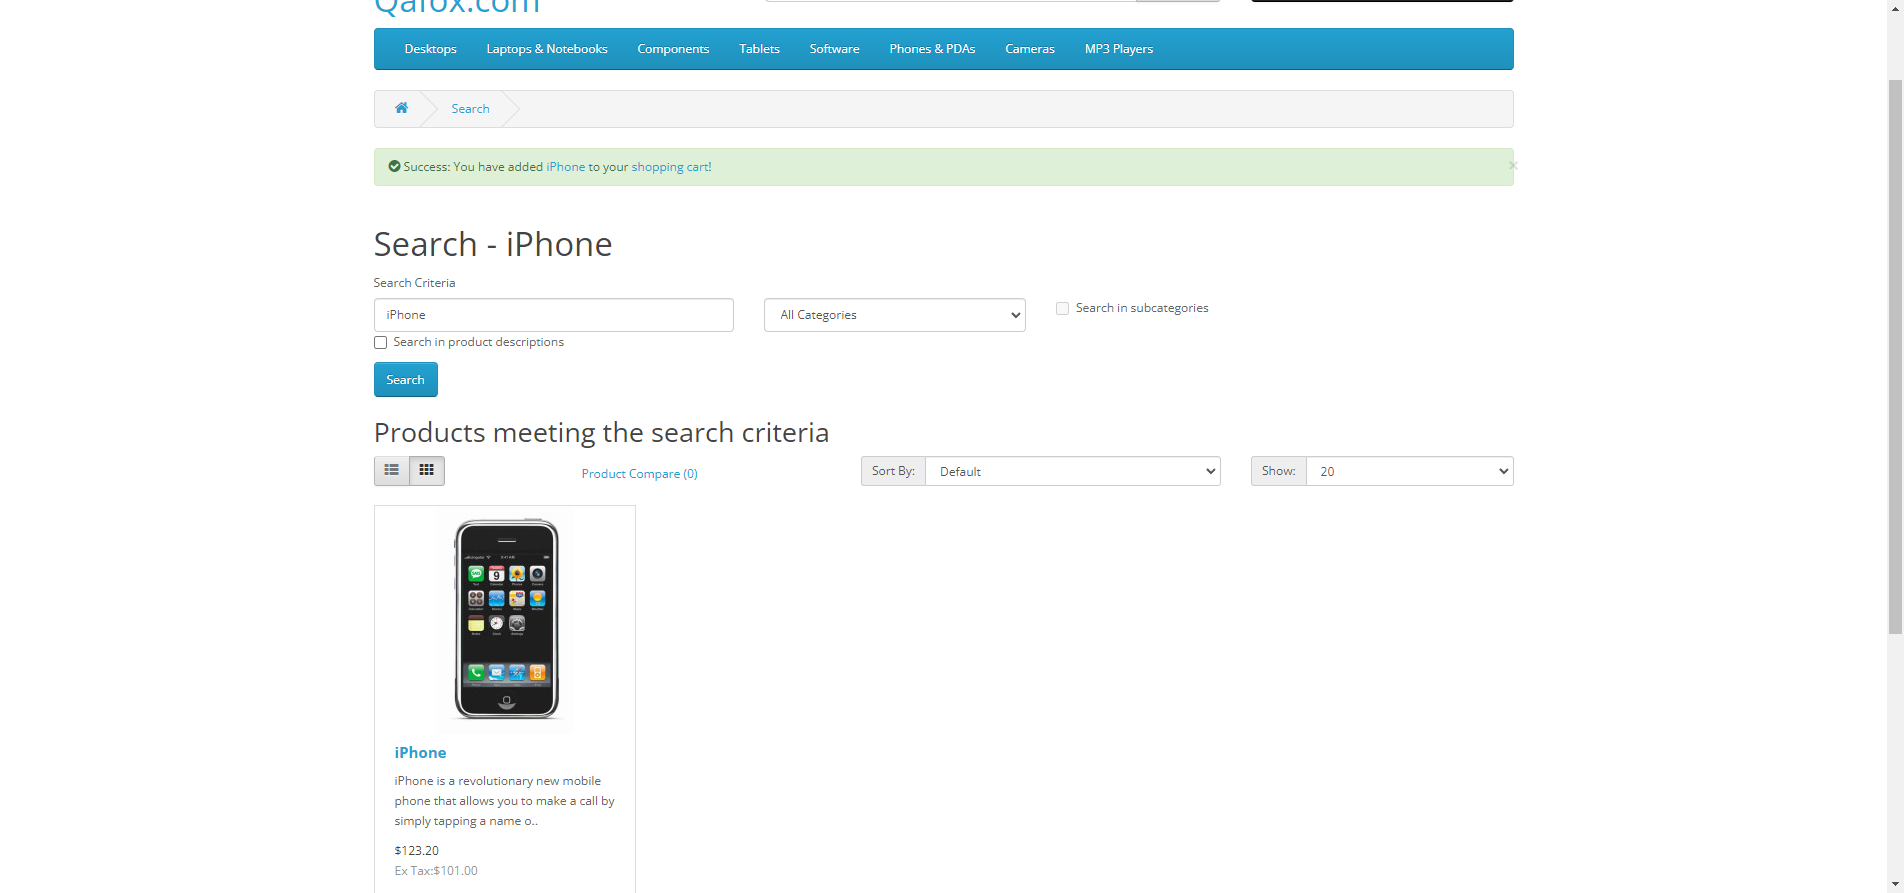 Qafox.com
Desktops Laptops & Notebooks Components Tablets Software Phones & PDAs Cameras MP3 Players
Search
Success: You have added iPhone to your shopping cart!
×
Search - iPhone
Search Criteria
iPhone All Categories Search in subcategories
Search in product descriptions
Search
Products meeting the search criteria
Product Compare (0) Sort By: Default Show: 20
9
iPhone
iPhone is a revolutionary new mobile
phone that allows you to make a call by
simply tapping a name o..
$123.20
Ex Tax:$101.00